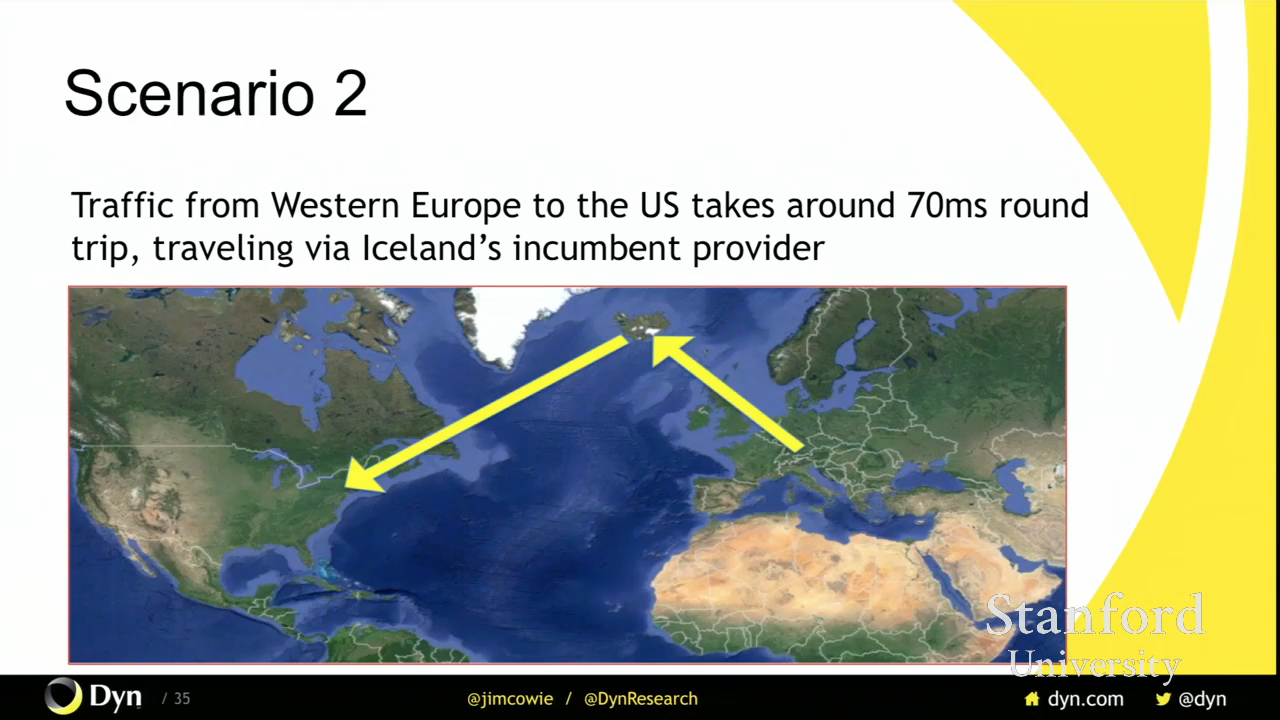 Scenario 2
Traffic from Western Europe to the US takes around 70ms round
trip, traveling via Iceland’s incumbent provider
Stanford
University
Dyn / 35 @jimcowie / @DynResearch dyn.com @dyn